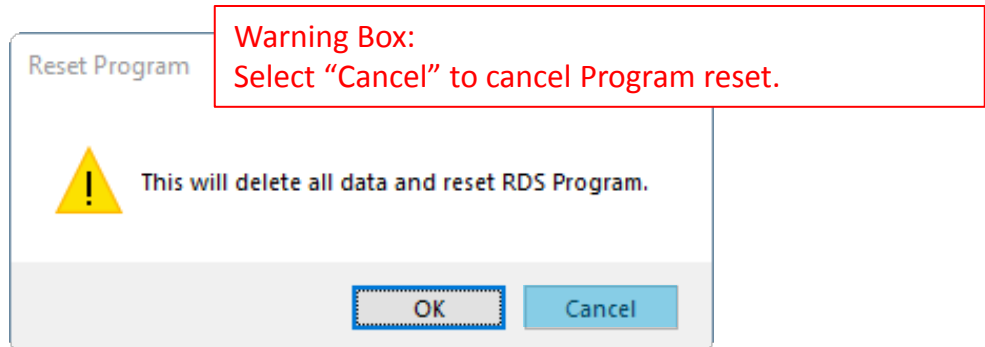 Warning Box:
Select “Cancel” to cancel Program reset.
Reset Program
This will delete all data and reset RDS Program.
OK
Cancel